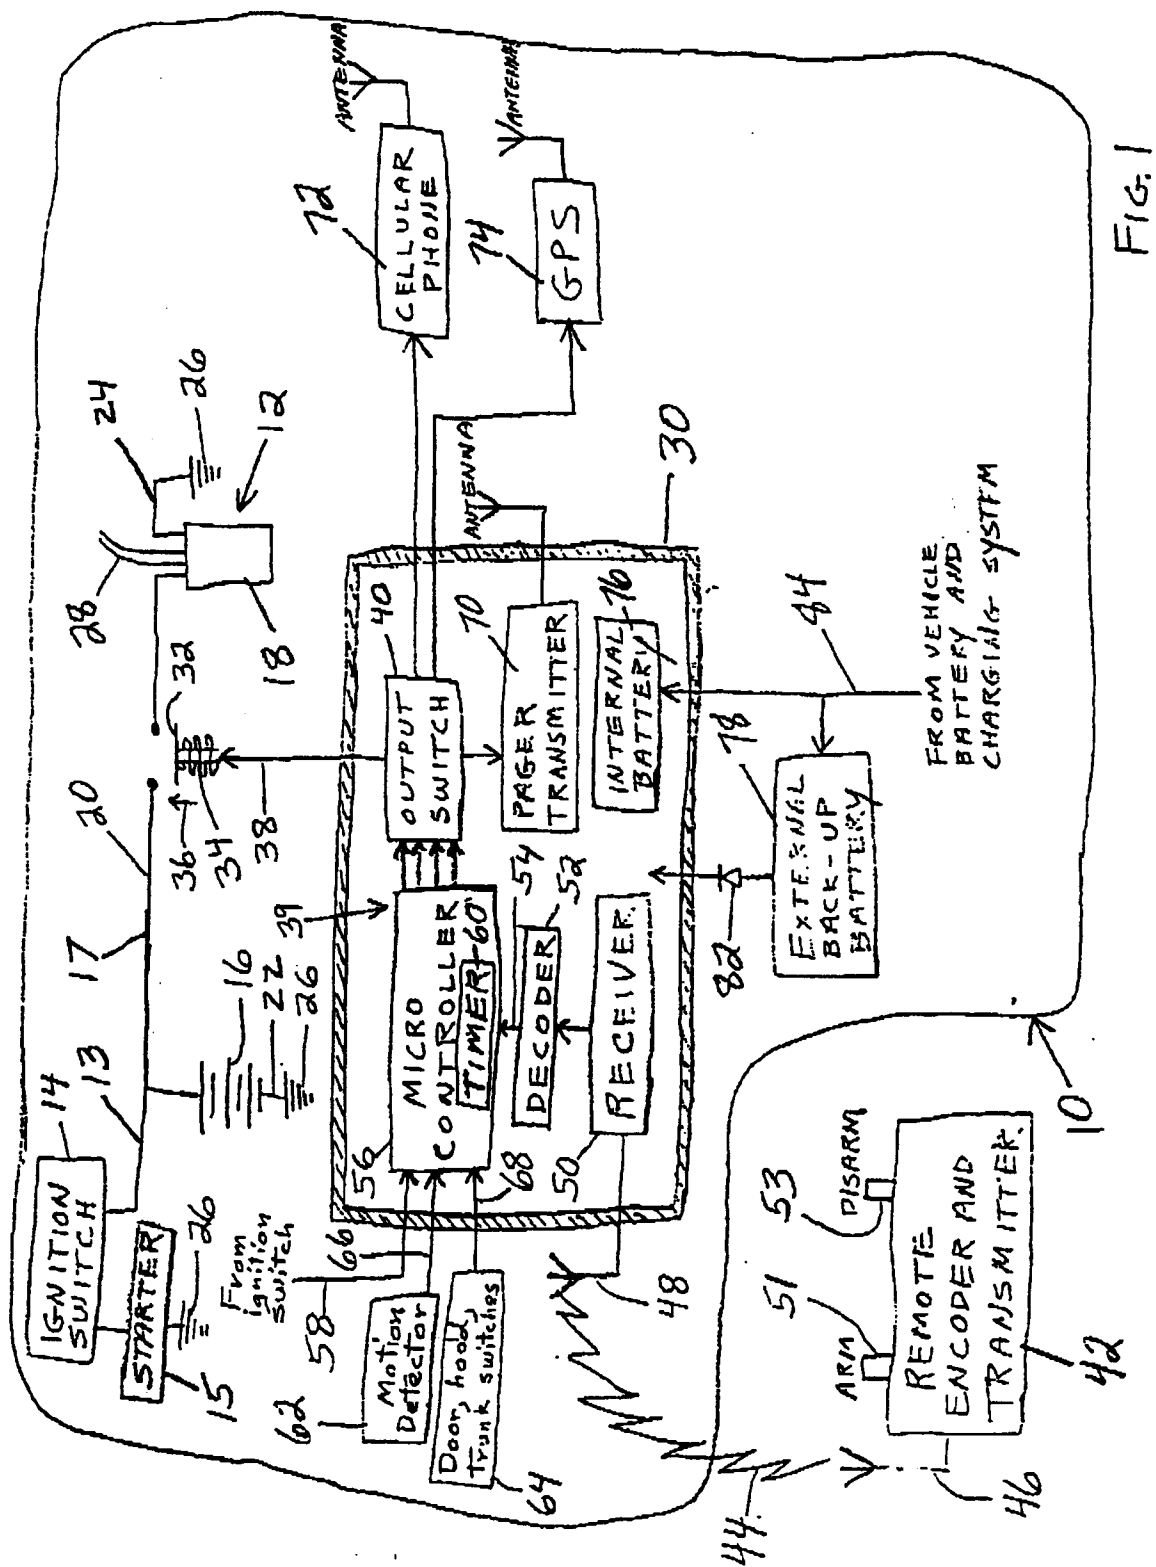 IGNITION
SWITCH
14
13
STARTER
15
26
17
20
16
22
26
36
32
34
38
28
24
26
18
12
From
ignition
switch
58
66
Motion
Detector
62
Door, hood,
trunk switches
64
68
56
MICRO
CONTROLLER
TIMER
60
39
OUTPUT
SWITCH
40
DECODER
54
52
RECEIVER
50
PAGER
TRANSMITTER
70
ANTENNA
INTERNAL
BATTERY
76
30
CELLULAR
PHONE
72
ANTENNA
GPS
74
ANTENNA
48
44
EXTERNAL
BACK-UP
BATTERY
78
82
84
FROM VEHICLE
BATTERY AND
CHARGING SYSTEM
10
ARM
51
DISARM
53
REMOTE
ENCODER AND
TRANSMITTER
42
46
FIG. 1